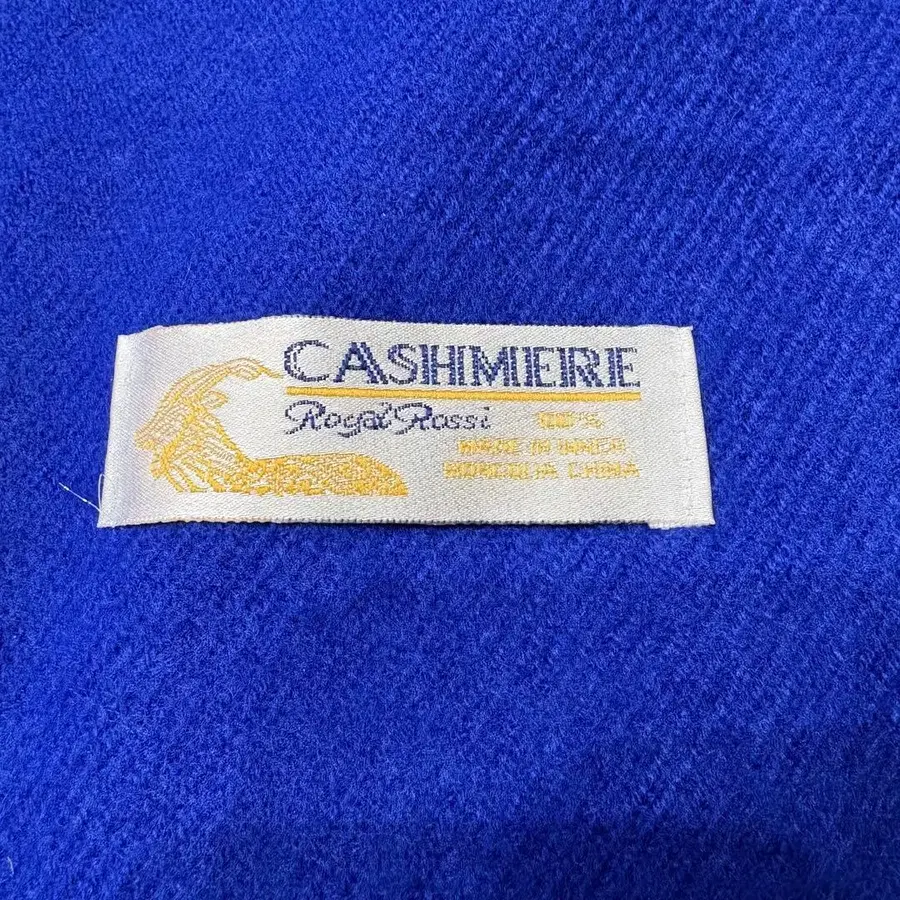 CASHMERE
Royal Rossi 100%
MADE IN INNER
MONGOLIA CHINA